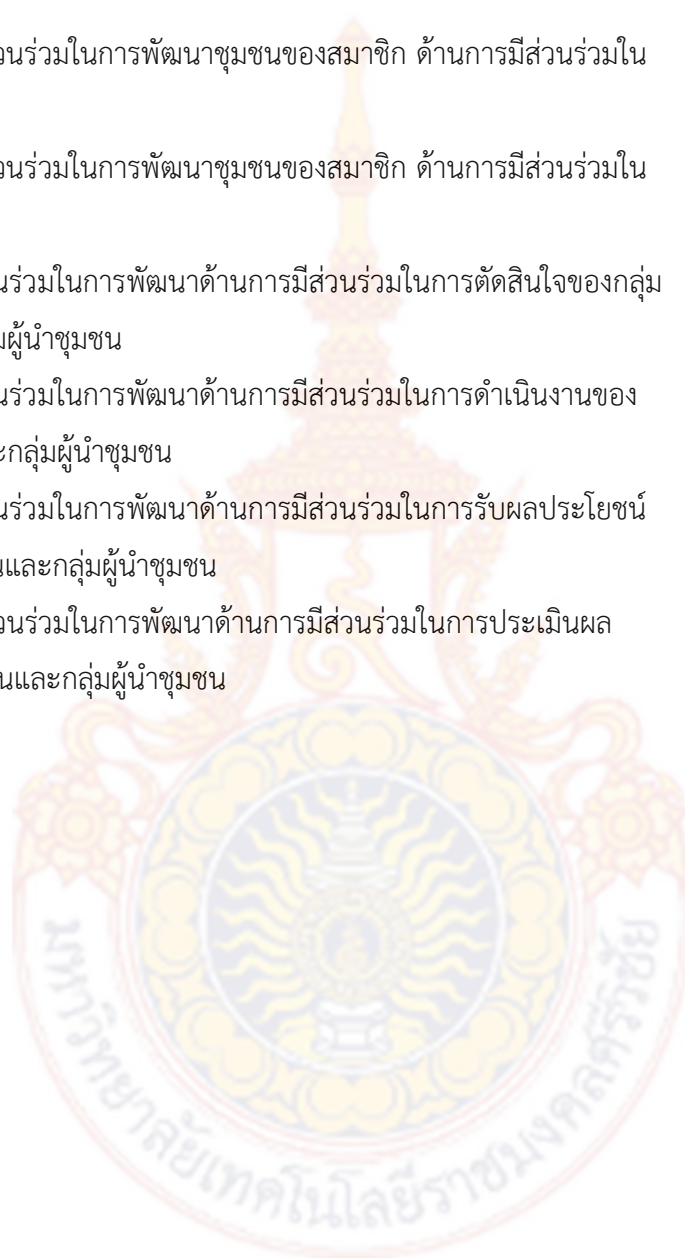 วนร่วมในการพัฒนาชุมชนของสมาชิก ด้านการมีส่วนร่วมใน
วนร่วมในการพัฒนาชุมชนของสมาชิก ด้านการมีส่วนร่วมใน
นร่วมในการพัฒนาด้านการมีส่วนร่วมในการตัดสินใจของกลุ่ม
มผู้นำชุมชน
นร่วมในการพัฒนาด้านการมีส่วนร่วมในการดำเนินงานของ
ะกลุ่มผู้นำชุมชน
นร่วมในการพัฒนาด้านการมีส่วนร่วมในการรับผลประโยชน์
นและกลุ่มผู้นำชุมชน
วนร่วมในการพัฒนาด้านการมีส่วนร่วมในการประเมินผล
นและกลุ่มผู้นำชุมชน
มหาวิทยาลัยเทคโนโลยีราชมงคลศรีวิชัย